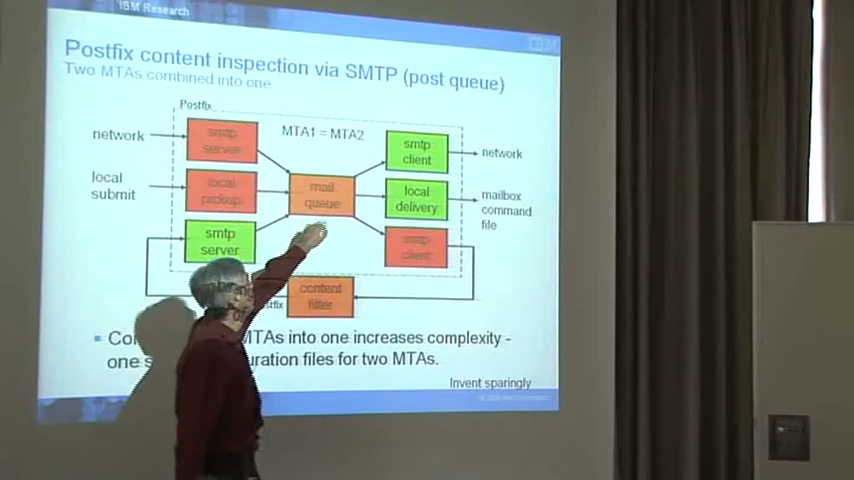 IBM Research
IBM
Postfix content inspection via SMTP (post queue)
Two MTAs combined into one
Postfix
network
smtp
server
MTA1 = MTA2
smtp
client
network
local
submit
local
pickup
mail
queue
local
delivery
mailbox
command
file
smtp
server
smtp
client
content
filter
MTAs into one increases complexity -
one
files for two MTAs.
Invent sparingly